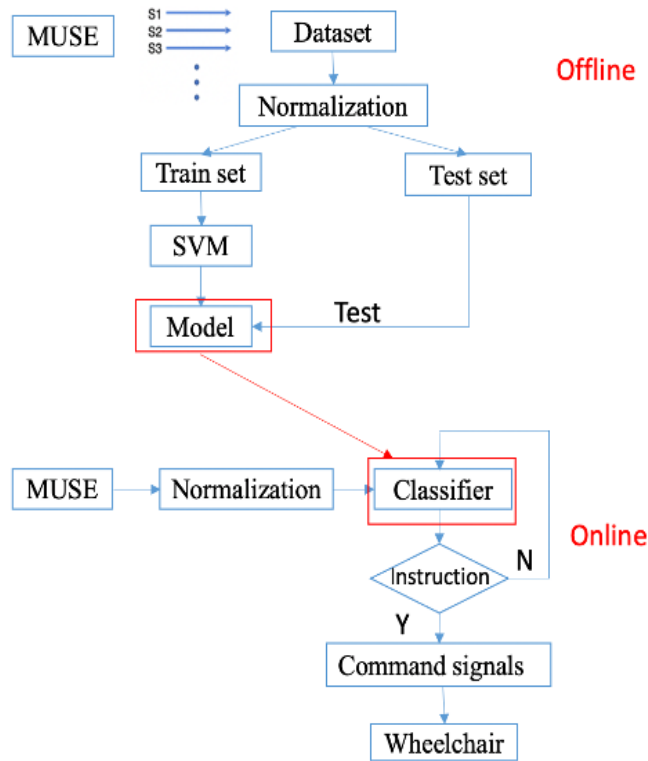 S1
MUSE
S2
Dataset
S3
Offline
Normalization
Train set
Test set
SVM
Model
Test
MUSE
Normalization
Classifier
Online
Instruction
N
Y
Command signals
Wheelchair